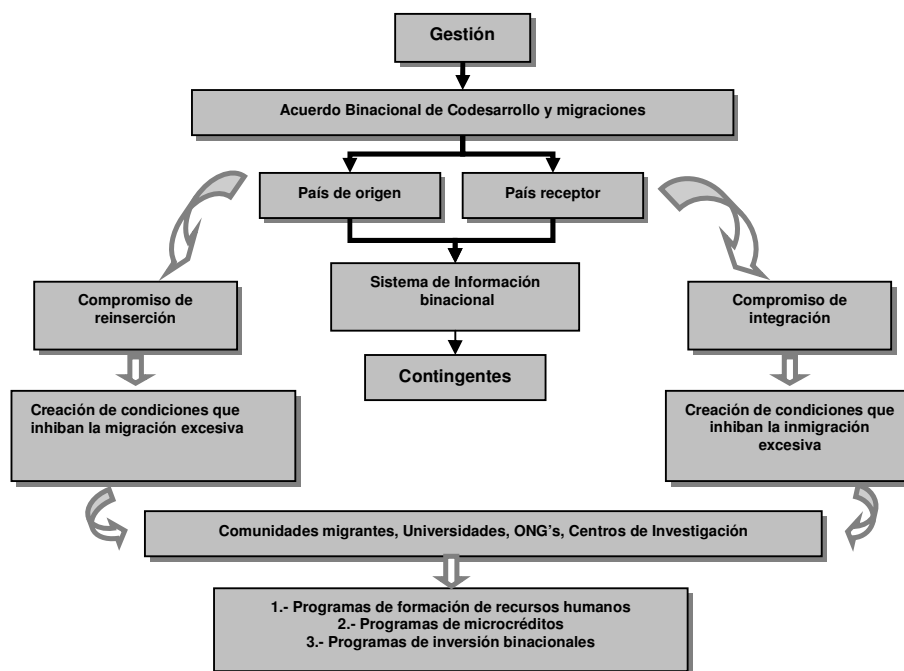 Gestión
Acuerdo Binacional de Codesarrollo y migraciones
País de origen
País receptor
Sistema de Información
binacional
Compromiso de
reinserción
Compromiso de
integración
Contingentes
Creación de condiciones que
inhiban la migración excesiva
Creación de condiciones que
inhiban la inmigración
excesiva
Comunidades migrantes, Universidades, ONG's, Centros de Investigación
1.- Programas de formación de recursos humanos
2.- Programas de microcréditos
3.- Programas de inversión binacionales